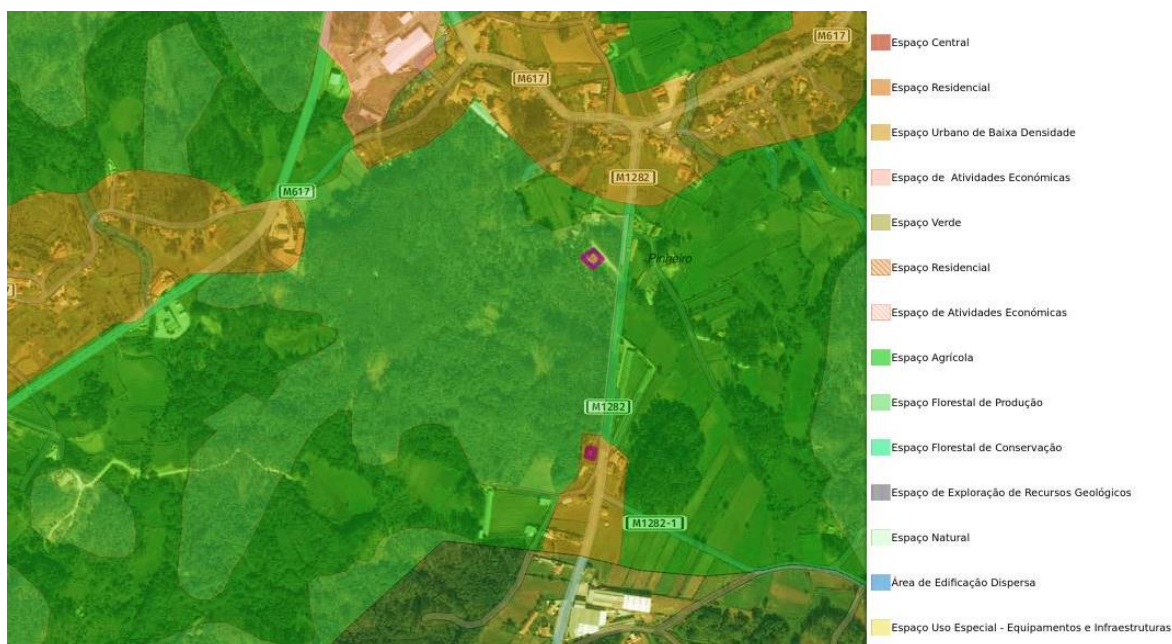 M617
M617
M1282
M617
Pinheiro
M1282
M1282-1
Espaço Central
Espaço Residencial
Espaço Urbano de Baixa Densidade
Espaço de Atividades Económicas
Espaço Verde
Espaço Residencial
Espaço de Atividades Económicas
Espaço Agrícola
Espaço Florestal de Produção
Espaço Florestal de Conservação
Espaço de Exploração de Recursos Geológicos
Espaço Natural
Área de Edificação Dispersa
Espaço Uso Especial - Equipamentos e Infraestruturas